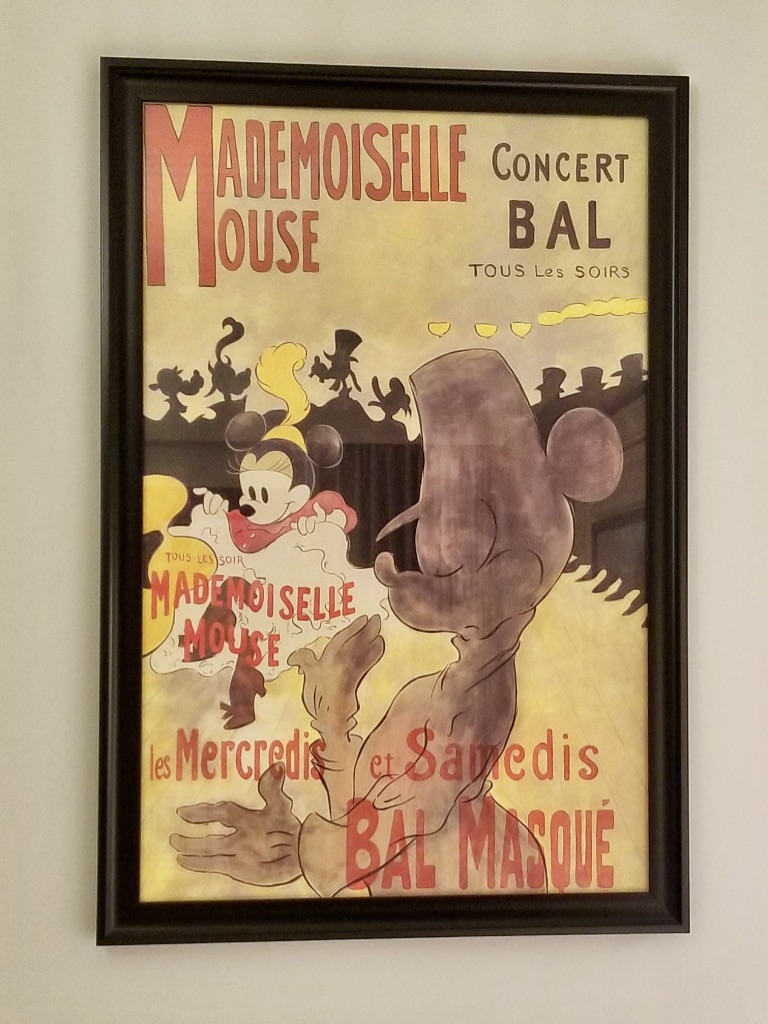 MADEMOISELLE
MOUSE
CONCERT
BAL
TOUS Les SOIRS
TOUS LES SOIR
MADEMOISELLE
MOUSE
les Mercredis et Samedis
BAL MASQUÉ